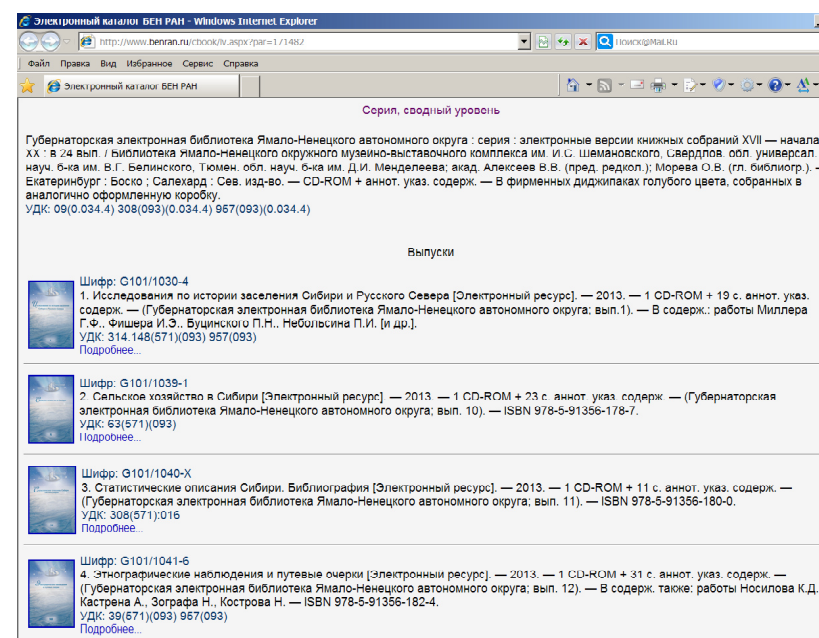 Электронный каталог БЕН РАН - Windows Internet Explorer
http://www.benran.ru/cbook/lv.aspx?par=171482
Поиск@Mail.Ru
Файл Правка Вид Избранное Сервис Справка
Электронный каталог БЕН РАН
Серия, сводный уровень
Губернаторская электронная библиотека Ямало-Ненецкого автономного округа : серия : электронные версии книжных собраний XVII — начала
XX : в 24 вып. / Библиотека Ямало-Ненецкого окружного музейно-выставочного комплекса им. И.С. Шемановского, Свердлов. обл. универсал.
науч. б-ка им. В.Г. Белинского, Тюмен. обл. науч. б-ка им. Д.И. Менделеева; акад. Алексеев В.В. (пред. редкол.); Морева О.В. (гл. библиогр.). -
Екатеринбург : Боско ; Салехард : Сев. изд-во. — CD-ROM + аннот. указ. содерж. — В фирменных диджипаках голубого цвета, собранных в
аналогично оформленную коробку.
УДК: 09(0.034.4) 308(093)(0.034.4) 957(093)(0.034.4)
Выпуски
Шифр: G101/1030-4
1. Исследования по истории заселения Сибири и Русского Севера [Электронный ресурс]. — 2013. — 1 CD-ROM + 19 с. аннот. указ.
содерж. — (Губернаторская электронная библиотека Ямало-Ненецкого автономного округа; вып.1). — В содерж.: работы Миллера
Г.Ф., Фишера И.Э., Буцинского П.Н., Небольсина П.И. [и др.].
УДК: 314.148(571)(093) 957(093)
Подробнее...
Шифр: G101/1039-1
2. Сельское хозяйство в Сибири [Электронный ресурс]. — 2013. — 1 CD-ROM + 23 с. аннот. указ. содерж. — (Губернаторская
электронная библиотека Ямало-Ненецкого автономного округа; вып. 10). — ISBN 978-5-91356-178-7.
УДК: 63(571)(093)
Подробнее...
Шифр: G101/1040-X
3. Статистические описания Сибири. Библиография [Электронный ресурс]. — 2013. — 1 CD-ROM + 11 с. аннот. указ. содерж. —
(Губернаторская электронная библиотека Ямало-Ненецкого автономного округа; вып. 11). — ISBN 978-5-91356-180-0.
УДК: 308(571):016
Подробнее...
Шифр: G101/1041-6
4. Этнографические наблюдения и путевые очерки [Электронный ресурс]. — 2013. — 1 CD-ROM + 31 с. аннот. указ. содерж. —
(Губернаторская электронная библиотека Ямало-Ненецкого автономного округа; вып. 12). — В содерж. также: работы Носилова К.Д.
Кастрена А., Зографа Н., Кострова Н. — ISBN 978-5-91356-182-4.
УДК: 39(571)(093) 957(093)
Подробнее...